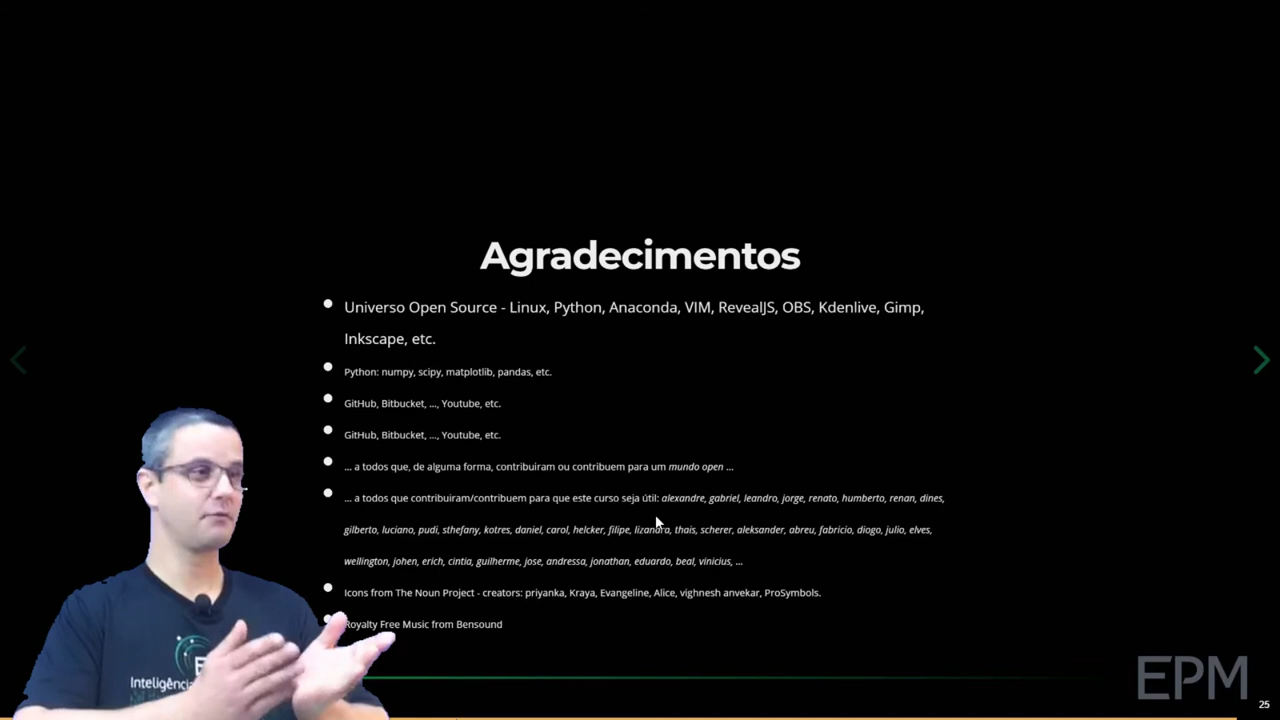 Agradecimentos
Universo Open Source - Linux, Python, Anaconda, VIM, RevealJS, OBS, Kdenlive, Gimp,
Inkscape, etc.
Python: numpy, scipy, matplotlib, pandas, etc.
GitHub, Bitbucket, ..., Youtube, etc.
GitHub, Bitbucket, ..., Youtube, etc.
... a todos que, de alguma forma, contribuiram ou contribuem para um mundo open ...
... a todos que contribuiram/contribuem para que este curso seja útil: alexandre, gabriel, leandro, jorge, renato, humberto, renan, dines,
gilberto, luciano, pudi, sthefany, kotres, daniel, carol, helcker, filipe, lizandra, thais, scherer, aleksander, abreu, fabricio, diogo, julio, elves,
wellington, johen, erich, cintia, guilherme, jose, andressa, jonathan, eduardo, beal, vinicius, ...
Icons from The Noun Project - creators: priyanka, Kraya, Evangeline, Alice, vighnesh anvekar, ProSymbols.
Royalty Free Music from Bensound
Inteligência
EPM
25